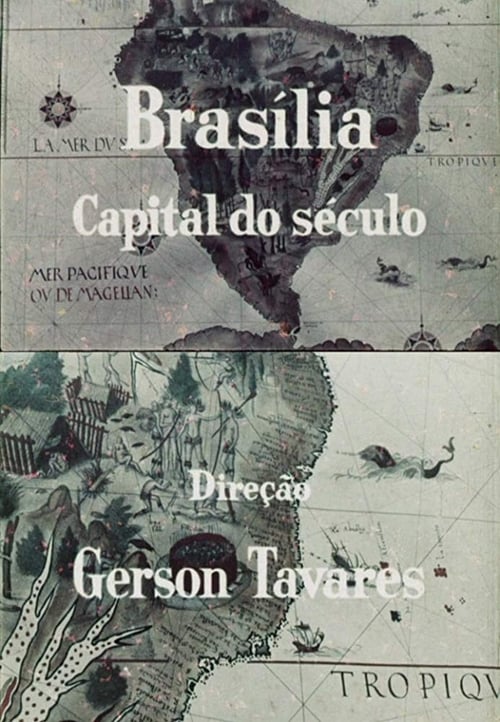 Brasília
LA MER DV S
TROPIQVE
Capital do século
MER PACIFIQVE
OV DE MAGELLAN:
Direção
Gerson Tavares
TROPIQV